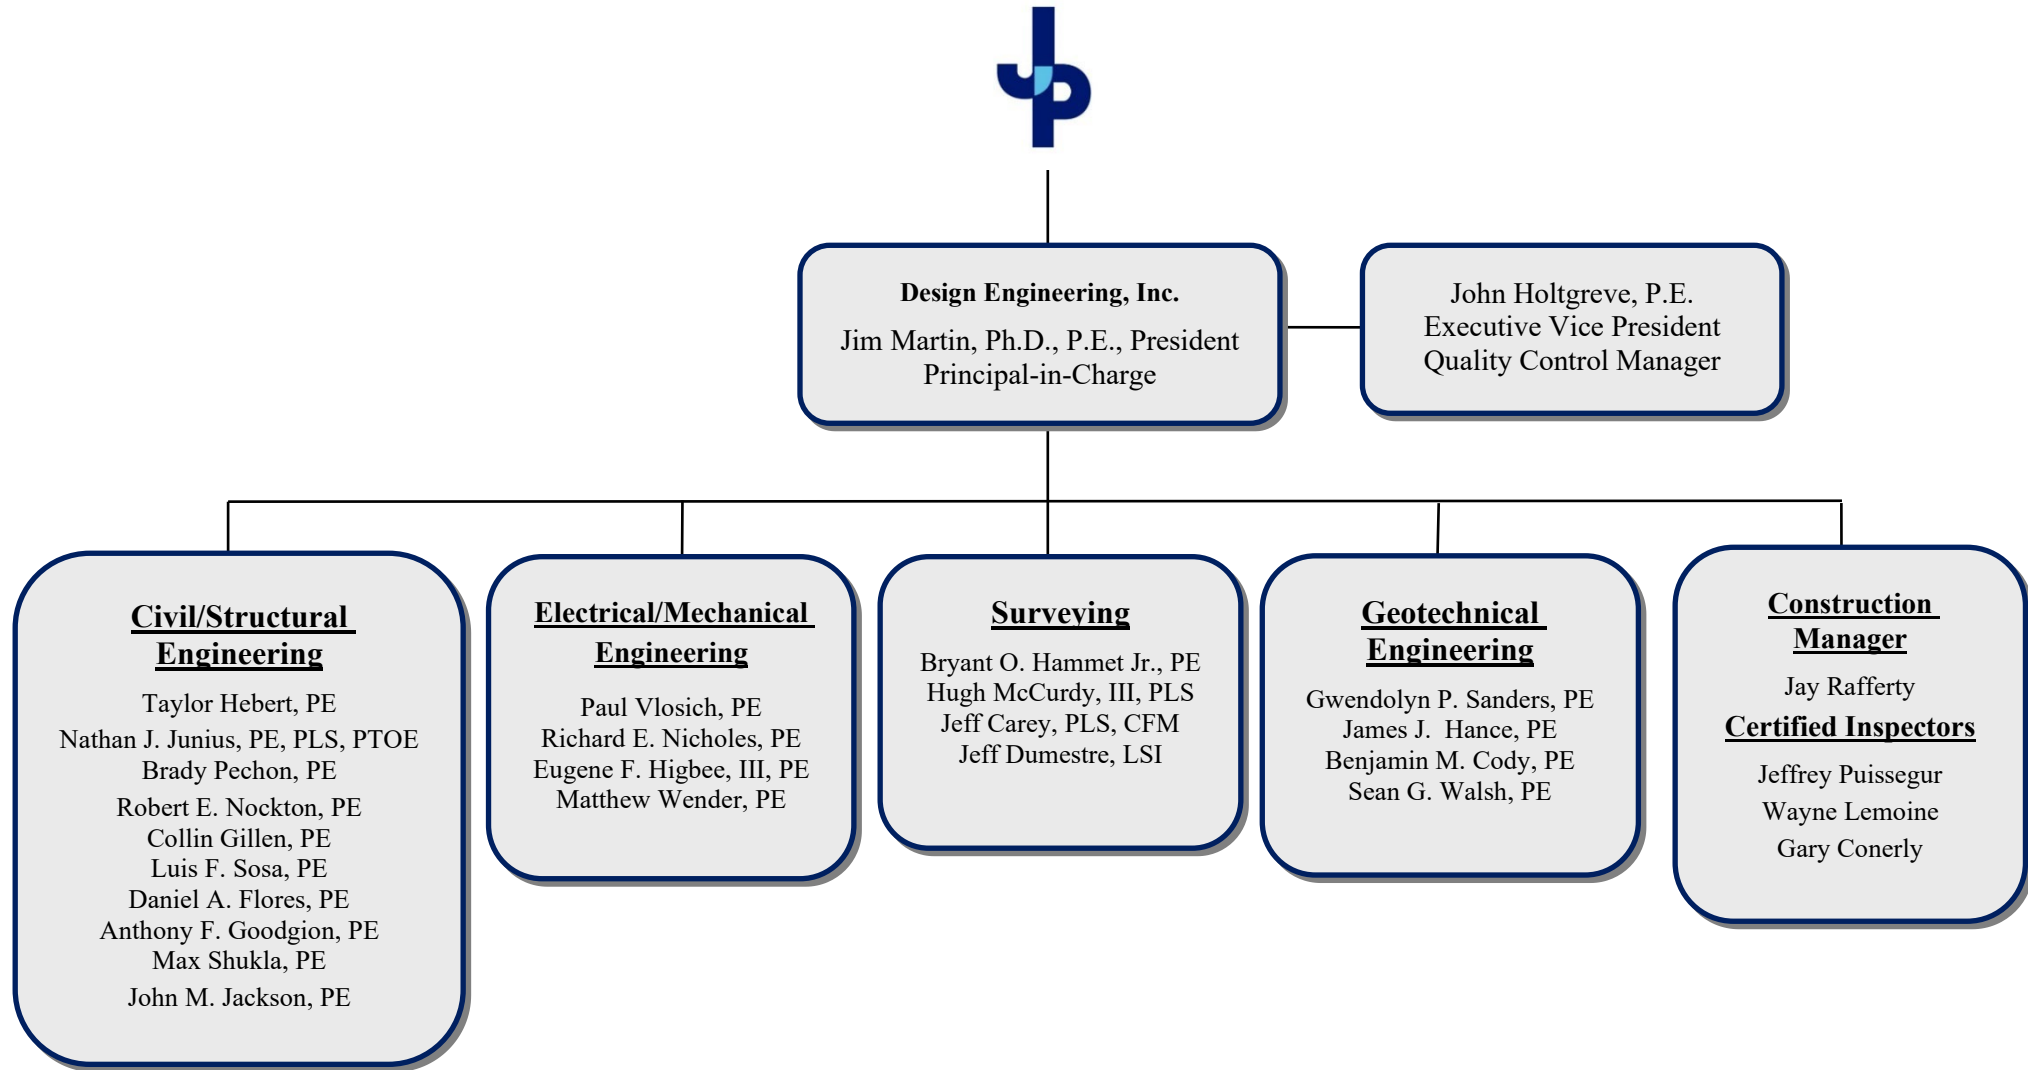 JP
Design Engineering, Inc.
Jim Martin, Ph.D., P.E., President
Principal-in-Charge
John Holtgreve, P.E.
Executive Vice President
Quality Control Manager
Civil/Structural
Engineering
Taylor Hebert, PE
Nathan J. Junius, PE, PLS, PTOE
Brady Pechon, PE
Robert E. Nockton, PE
Collin Gillen, PE
Luis F. Sosa, PE
Daniel A. Flores, PE
Anthony F. Goodgion, PE
Max Shukla, PE
John M. Jackson, PE
Electrical/Mechanical
Engineering
Paul Vlosich, PE
Richard E. Nicholes, PE
Eugene F. Higbee, III, PE
Matthew Wender, PE
Surveying
Bryant O. Hammet Jr., PE
Hugh McCurdy, III, PLS
Jeff Carey, PLS, CFM
Jeff Dumestre, LSI
Geotechnical
Engineering
Gwendolyn P. Sanders, PE
James J. Hance, PE
Benjamin M. Cody, PE
Sean G. Walsh, PE
Construction
Manager
Jay Rafferty
Certified Inspectors
Jeffrey Puissegur
Wayne Lemoine
Gary Conerly